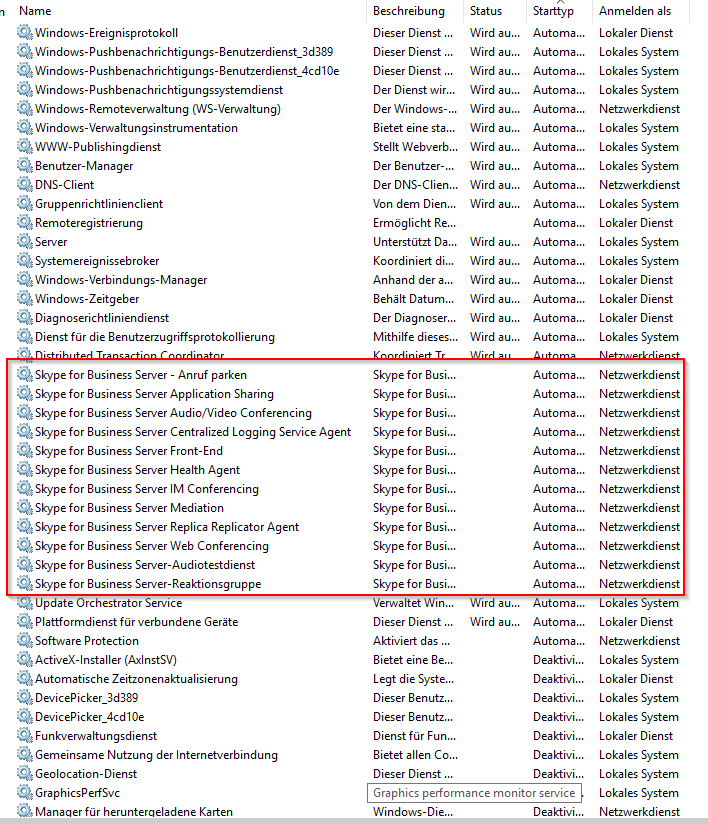 n Name Beschreibung Status Starttyp Anmelden als
Windows-Ereignisprotokoll Dieser Dienst ... Wird au... Automa... Lokaler Dienst
Windows-Pushbenachrichtigungs-Benutzerdienst_3d389 Dieser Dienst ... Wird au... Automa... Lokales System
Windows-Pushbenachrichtigungs-Benutzerdienst_4cd10e Dieser Dienst ... Wird au... Automa... Lokales System
Windows-Pushbenachrichtigungssystemdienst Der Dienst wir... Wird au... Automa... Lokales System
Windows-Remoteverwaltung (WS-Verwaltung) Der Windows-... Wird au... Automa... Netzwerkdienst
Windows-Verwaltungsinstrumentation Bietet eine sta... Wird au... Automa... Lokales System
WWW-Publishingdienst Stellt Webverb... Wird au... Automa... Lokales System
Benutzer-Manager Der Benutzer-... Wird au... Automa... Lokales System
DNS-Client Der DNS-Clien... Wird au... Automa... Netzwerkdienst
Gruppenrichtlinienclient Von dem Dien... Wird au... Automa... Lokales System
Remoteregistrierung Ermöglicht Re... Automa... Lokaler Dienst
Server Unterstützt Da... Wird au... Automa... Lokales System
Systemereignissebroker Koordiniert di... Wird au... Automa... Lokales System
Windows-Verbindungs-Manager Anhand der a... Wird au... Automa... Lokaler Dienst
Windows-Zeitgeber Behält Datum... Wird au... Automa... Lokaler Dienst
Diagnoserichtliniendienst Der Diagnoser... Wird au... Automa... Lokaler Dienst
Dienst für die Benutzerzugriffsprotokollierung Mithilfe dieses... Wird au... Automa... Lokales System
Distributed Transaction Coordinator Koordiniert Tr... Wird au... Automa... Netzwerkdienst
Skype for Business Server - Anruf parken Skype for Busi... Automa... Netzwerkdienst
Skype for Business Server Application Sharing Skype for Busi... Automa... Netzwerkdienst
Skype for Business Server Audio/Video Conferencing Skype for Busi... Automa... Netzwerkdienst
Skype for Business Server Centralized Logging Service Agent Skype for Busi... Automa... Netzwerkdienst
Skype for Business Server Front-End Skype for Busi... Automa... Netzwerkdienst
Skype for Business Server Health Agent Skype for Busi... Automa... Netzwerkdienst
Skype for Business Server IM Conferencing Skype for Busi... Automa... Netzwerkdienst
Skype for Business Server Mediation Skype for Busi... Automa... Netzwerkdienst
Skype for Business Server Replica Replicator Agent Skype for Busi... Automa... Netzwerkdienst
Skype for Business Server Web Conferencing Skype for Busi... Automa... Netzwerkdienst
Skype for Business Server-Audiotestdienst Skype for Busi... Automa... Netzwerkdienst
Skype for Business Server-Reaktionsgruppe Skype for Busi... Automa... Netzwerkdienst
Update Orchestrator Service Verwaltet Win... Wird au... Automa... Lokales System
Plattformdienst für verbundene Geräte Dieser Dienst ... Wird au... Automa... Lokaler Dienst
Software Protection Aktiviert das ... Automa... Netzwerkdienst
ActiveX-Installer (AxInstSV) Bietet eine Be... Deaktivi... Lokales System
Automatische Zeitzonenaktualisierung Legt die Syste... Deaktivi... Lokaler Dienst
DevicePicker_3d389 Dieser Benutz... Deaktivi... Lokales System
DevicePicker_4cd10e Dieser Benutz... Deaktivi... Lokales System
Funkverwaltungsdienst Dienst für Fun... Deaktivi... Lokaler Dienst
Gemeinsame Nutzung der Internetverbindung Bietet allen Co... Deaktivi... Lokales System
Geolocation-Dienst Dieser Dienst ... Deaktivi... Lokales System
GraphicsPerfSvc Graphics performance monitor service . Lokales System
Manager für heruntergeladene Karten Windows-Die... Deaktivi... Netzwerkdienst